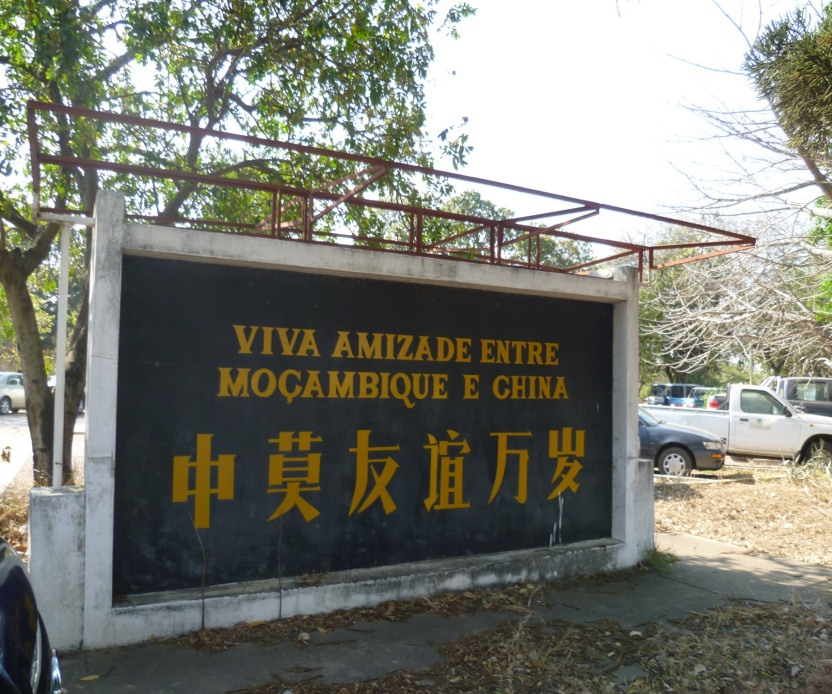 VIVA AMIZADE ENTRE
MOÇAMBIQUE E CHINA
中莫友谊万岁